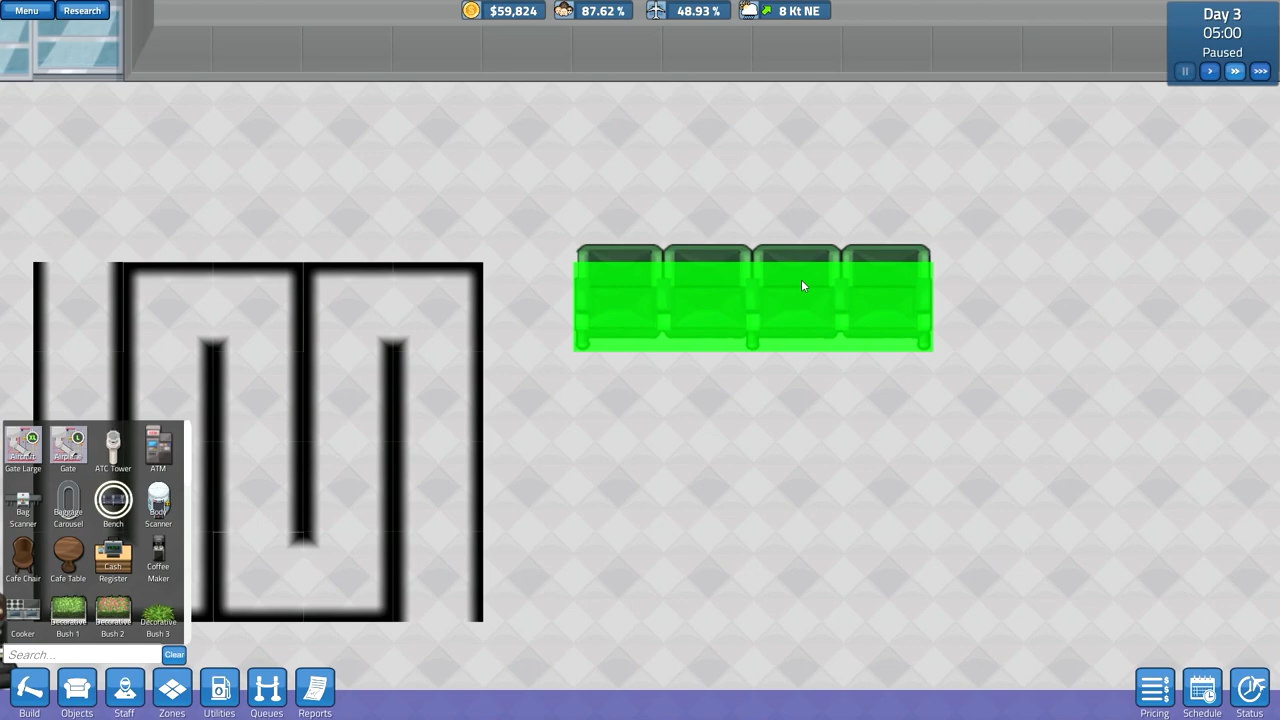 Menu
Research
$59,824
87.62 %
48.93 %
8 Kt NE
Day 3
05:00
Paused
Aircraft
Gate Large
Airplane
Gate
ATC Tower
ATM
Bag
Scanner
Baggage
Carousel
Bench
Body
Scanner
Cafe Chair
Cafe Table
Cash
Register
Coffee
Maker
Cooker
Decorative
Bush 1
Decorative
Bush 2
Decorative
Bush 3
Search...
Clear
Build
Objects
Staff
Zones
Utilities
Queues
Reports
Pricing
Schedule
Status